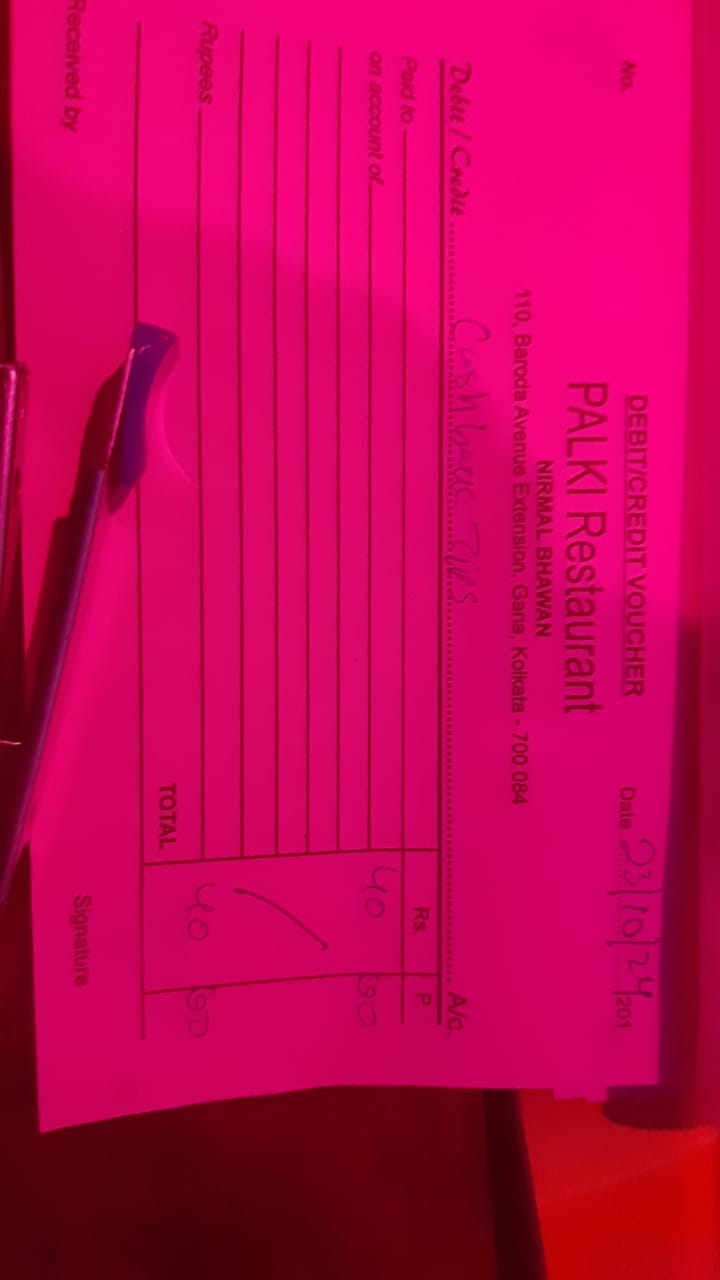 No.
DEBIT/CREDIT VOUCHER
PALKI Restaurant
Date 23/10/24 /201
NIRMAL BHAWAN
110, Baroda Avenue Extension, Garia, Kolkata - 700 084
Debit / Credit Cash TIPS A/c.
Paid to Rs. P
on account of 40 00
Rupees
TOTAL 40 00
Received by Signature